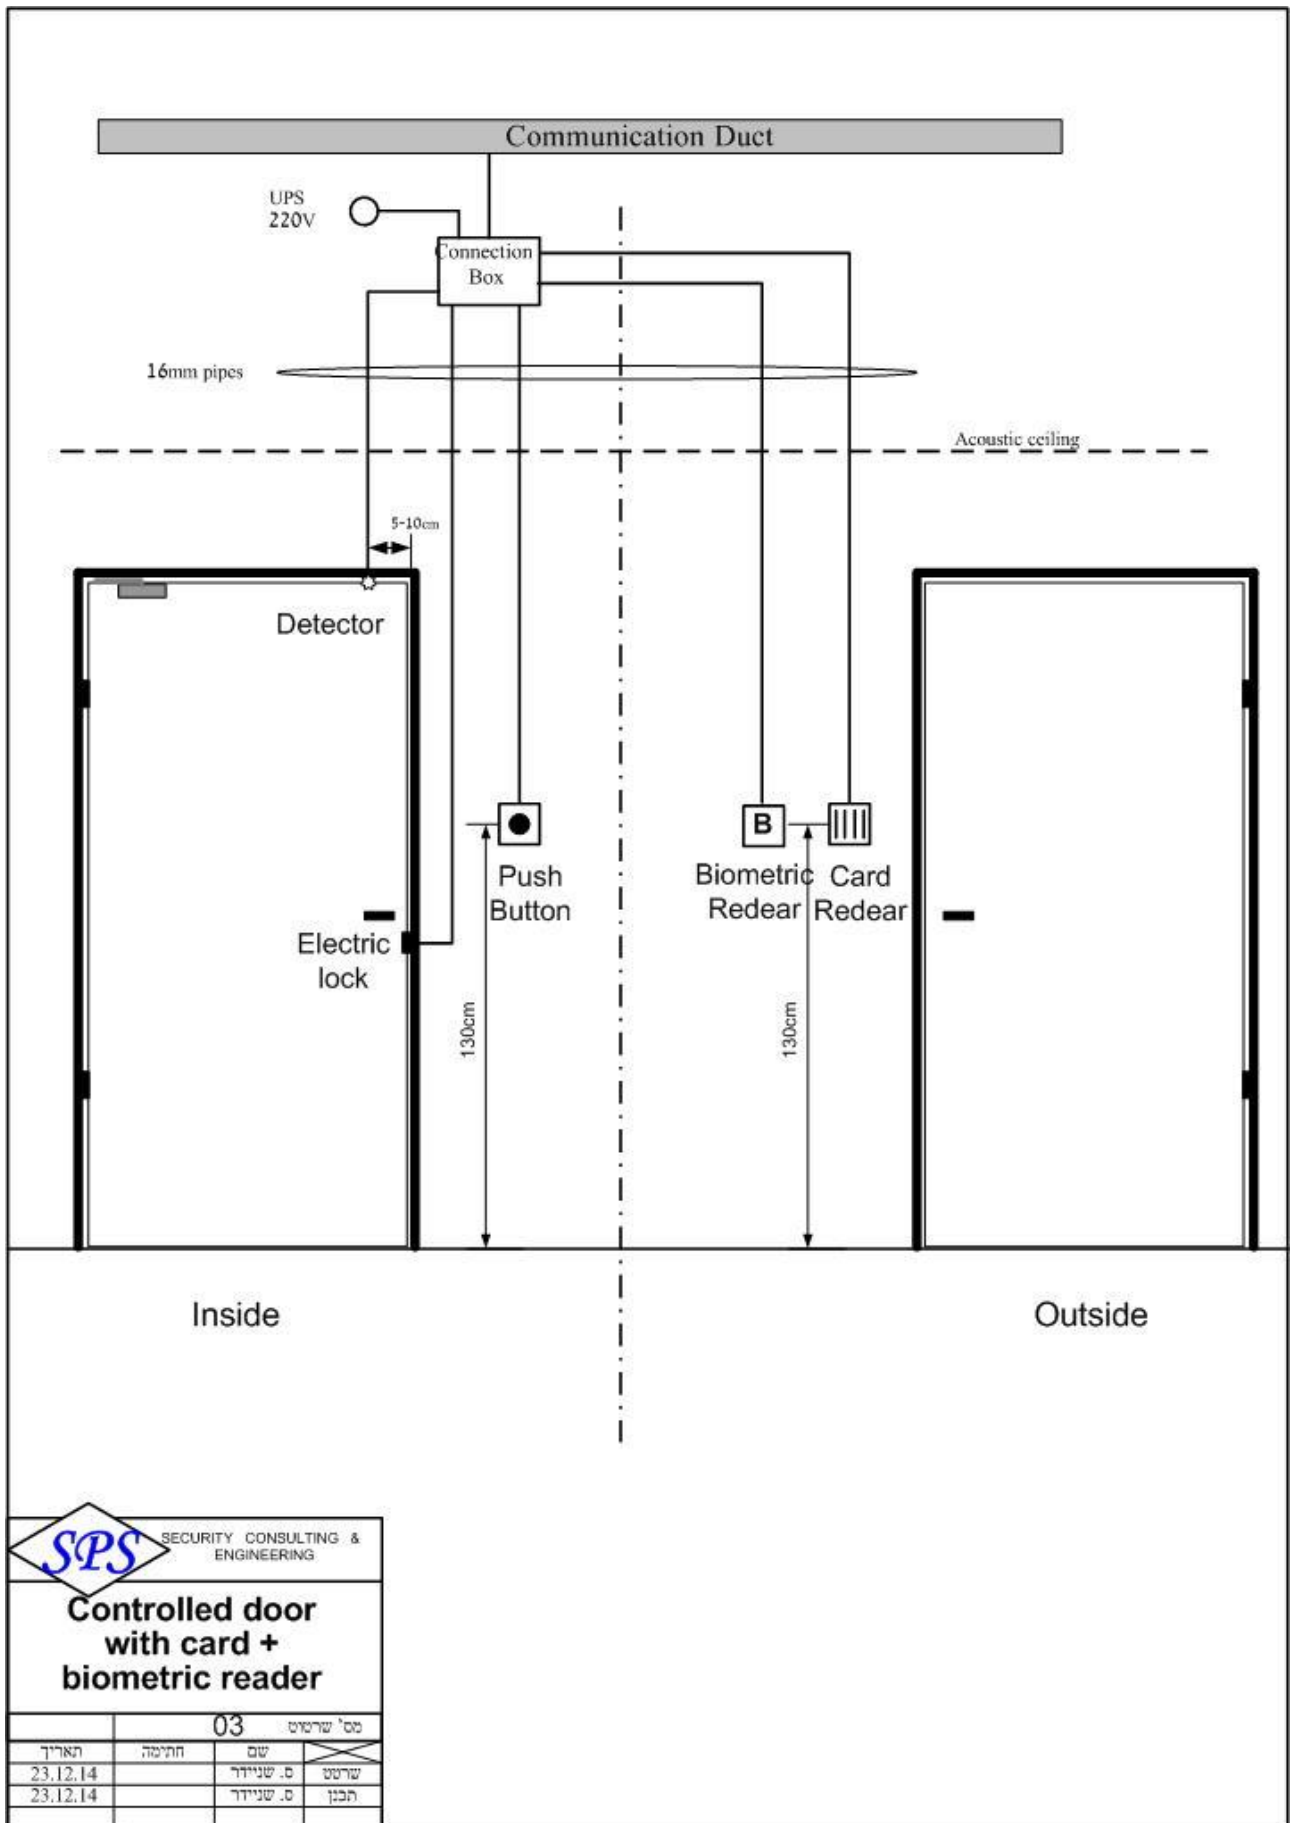 Communication Duct
UPS
220V
Connection
Box
16mm pipes
Acoustic ceiling
5-10cm
Detector
B
Push
Button
Biometric
Redear
Card
Redear
Electric
lock
130cm
130cm
Inside
Outside
SPS
SECURITY CONSULTING &
ENGINEERING
Controlled door
with card +
biometric reader
מס' שרטוט 03
שם חתימה תאריך
שרטט ס. שניידר 23.12.14
תכנן ס. שניידר 23.12.14